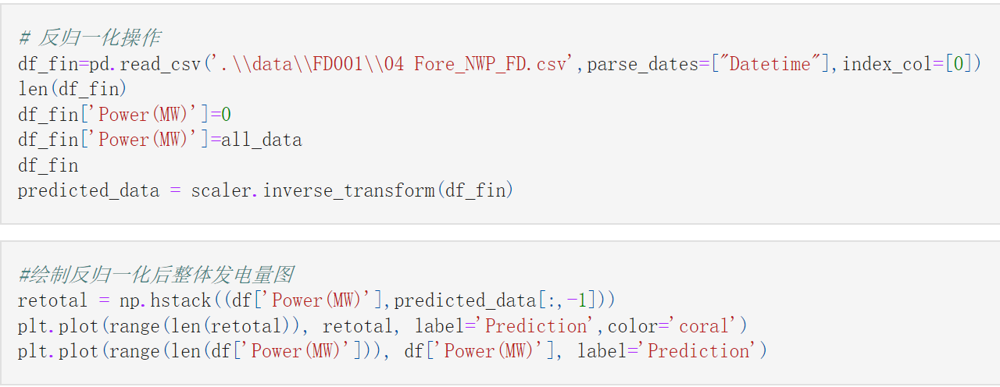 # 反归一化操作
df_fin=pd.read_csv('.\\data\\FD001\\04 Fore_NWP_FD.csv',parse_dates=["Datetime"],index_col=[0])
len(df_fin)
df_fin['Power(MW)']=0
df_fin['Power(MW)']=all_data
df_fin
predicted_data = scaler.inverse_transform(df_fin)
#绘制反归一化后整体发电量图
retotal = np.hstack((df['Power(MW)'],predicted_data[:,-1]))
plt.plot(range(len(retotal)), retotal, label='Prediction',color='coral')
plt.plot(range(len(df['Power(MW)'])), df['Power(MW)'], label='Prediction')